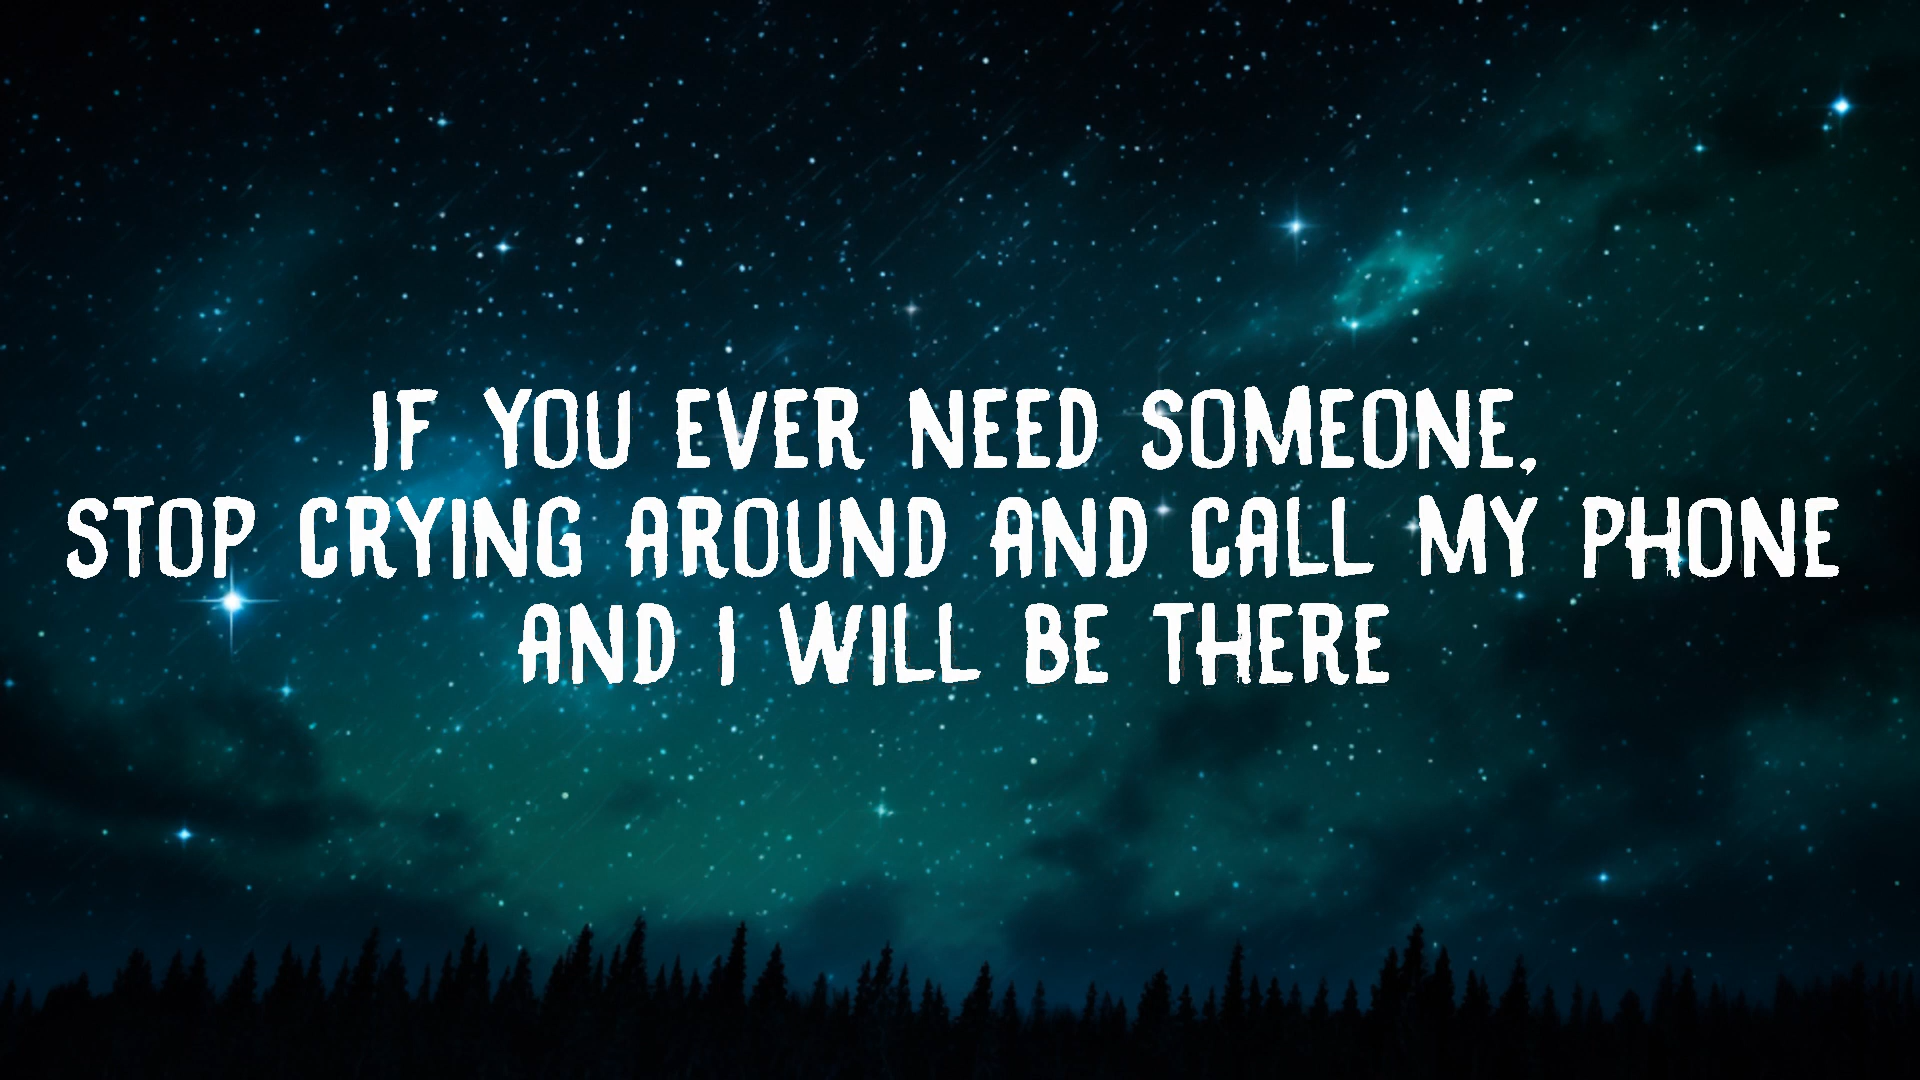 IF YOU EVER NEED SOMEONE,
STOP CRYING AROUND AND CALL MY PHONE
AND I WILL BE THERE